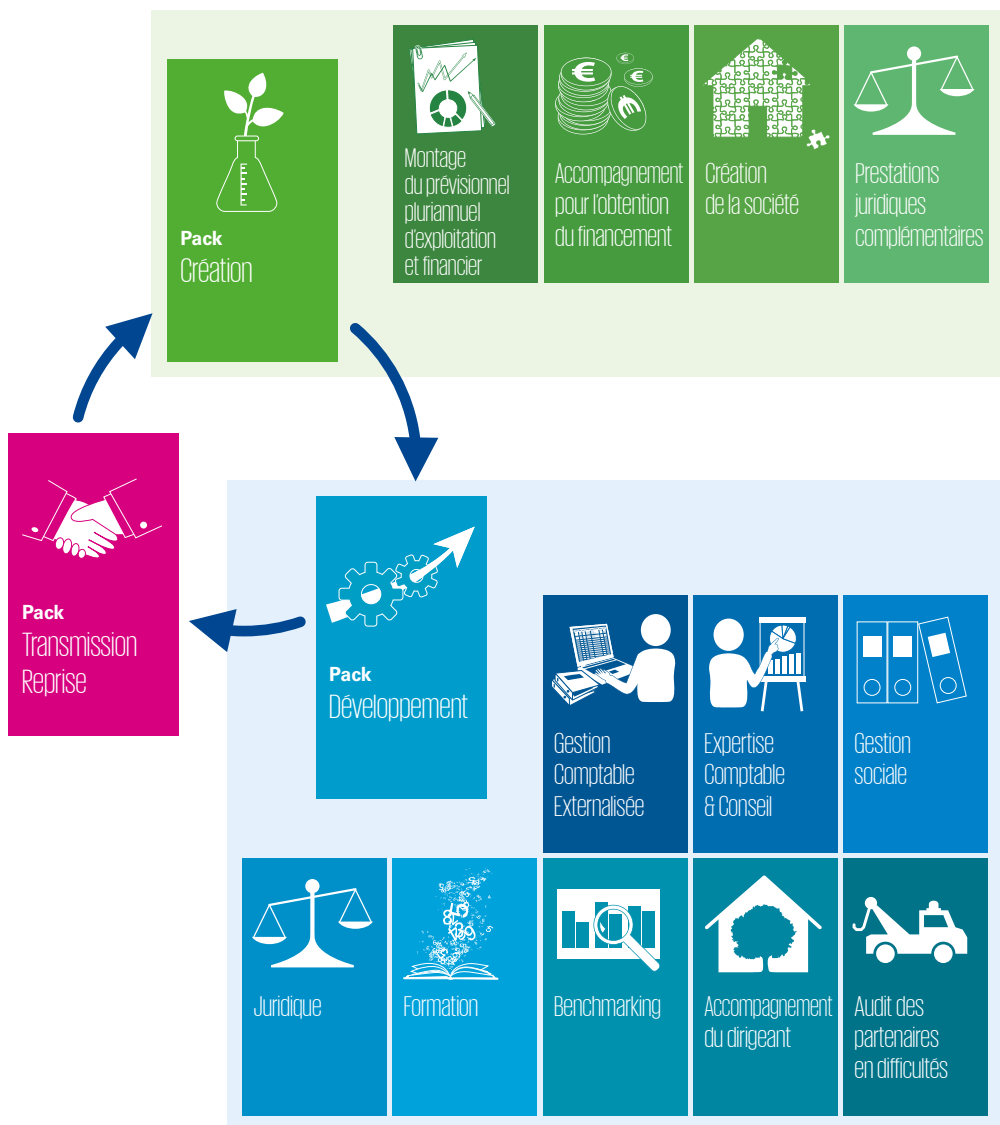 Pack
Création
Montage
du prévisionnel
pluriannuel
d'exploitation
et financier
Accompagnement
pour l'obtention
du financement
Création
de la société
Prestations
juridiques
complémentaires
Pack
Transmission
Reprise
Pack
Développement
Gestion
Comptable
Externalisée
Expertise
Comptable
& Conseil
Gestion
sociale
Juridique
Formation
Benchmarking
Accompagnement
du dirigeant
Audit des
partenaires
en difficultés